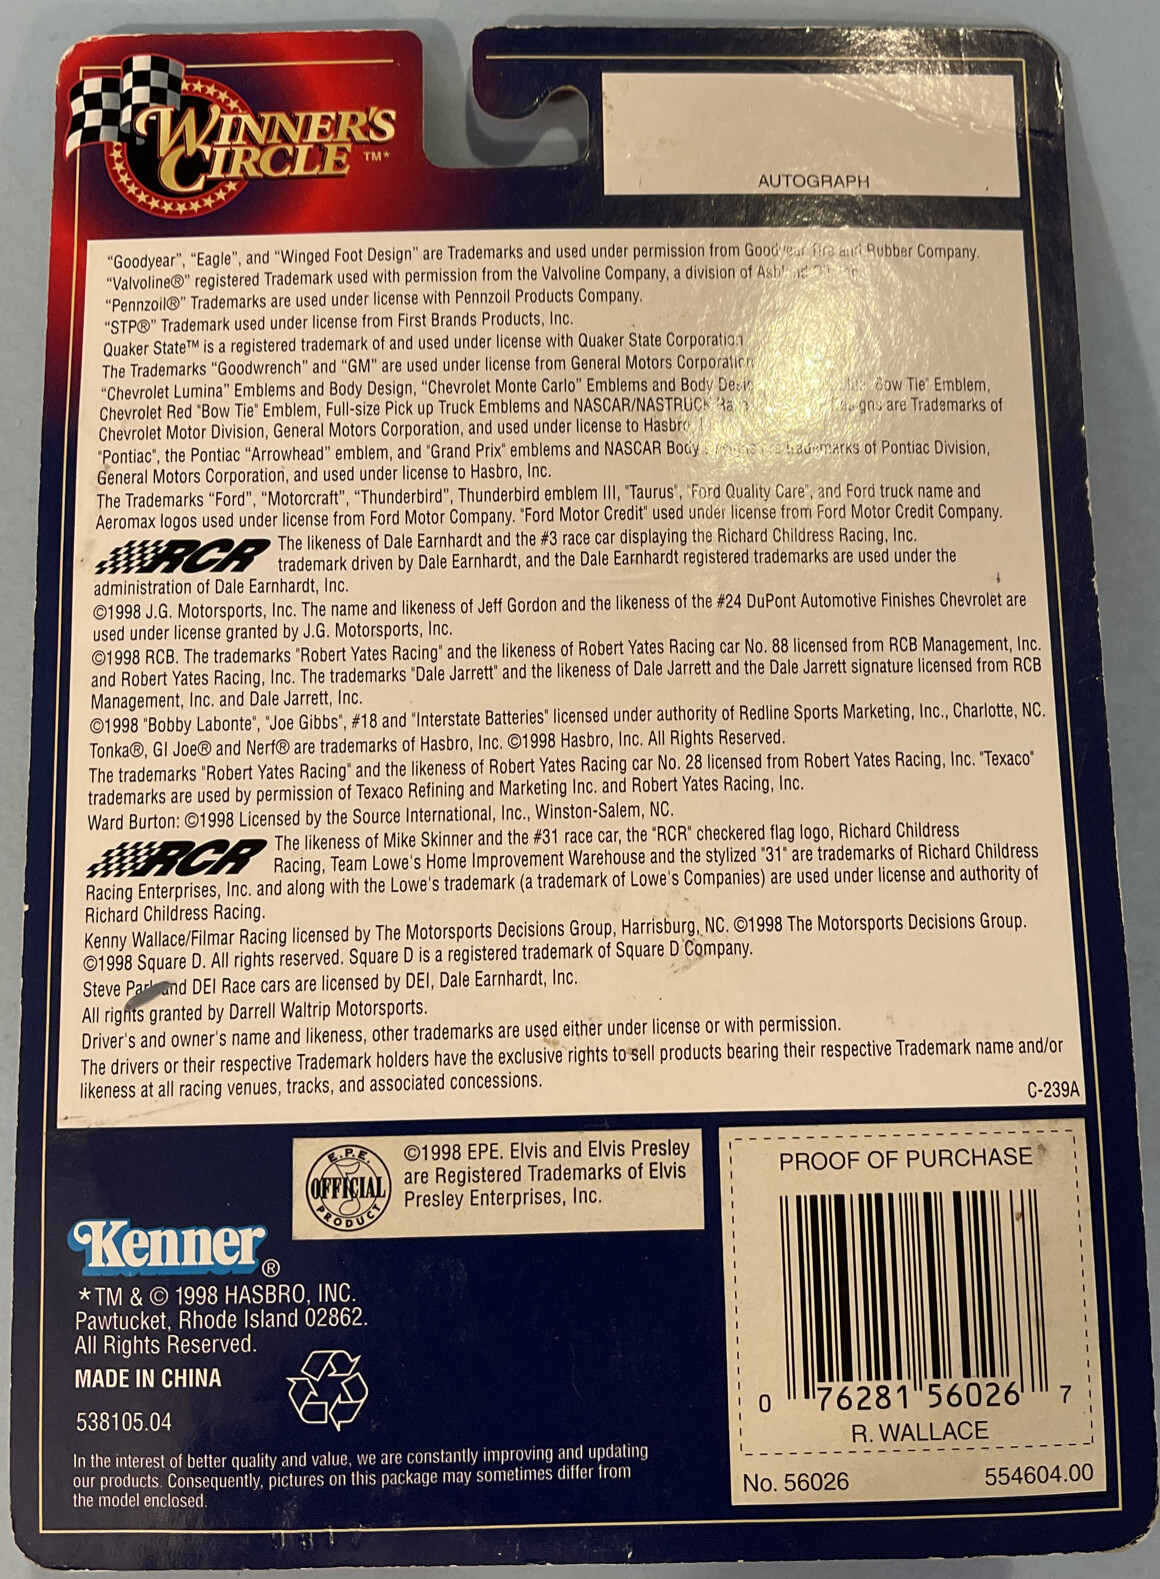 WINNER'S
CIRCLE ™*
AUTOGRAPH
"Goodyear", "Eagle", and "Winged Foot Design" are Trademarks and used under permission from Goodyear Tire and Rubber Company.
"Valvoline®" registered Trademark used with permission from the Valvoline Company, a division of Ashland Oil, Inc.
"Pennzoil®" Trademarks are used under license with Pennzoil Products Company.
"STP®" Trademark used under license from First Brands Products, Inc.
Quaker State™ is a registered trademark of and used under license with Quaker State Corporation
The Trademarks "Goodwrench" and "GM" are used under license from General Motors Corporation
"Chevrolet Lumina" Emblems and Body Design, "Chevrolet Monte Carlo" Emblems and Body "Bow Tie" Emblem,
Chevrolet Red "Bow Tie" Emblem, Full-size Pick up Truck Emblems and NASCAR/NASTRUCK are Trademarks of
Chevrolet Motor Division, General Motors Corporation, and used under license to Hasbro
"Pontiac", the Pontiac "Arrowhead" emblem, and "Grand Prix" emblems and NASCAR Body trademarks of Pontiac Division,
General Motors Corporation, and used under license to Hasbro, Inc.
The Trademarks "Ford", "Motorcraft", "Thunderbird", Thunderbird emblem III, "Taurus", "Ford Quality Care", and Ford truck name and
Aeromax logos used under license from Ford Motor Company. "Ford Motor Credit" used under license from Ford Motor Credit Company.
RCR The likeness of Dale Earnhardt and the #3 race car displaying the Richard Childress Racing, Inc.
trademark driven by Dale Earnhardt, and the Dale Earnhardt registered trademarks are used under the
administration of Dale Earnhardt, Inc.
©1998 J.G. Motorsports, Inc. The name and likeness of Jeff Gordon and the likeness of the #24 DuPont Automotive Finishes Chevrolet are
used under license granted by J.G. Motorsports, Inc.
©1998 RCB. The trademarks "Robert Yates Racing" and the likeness of Robert Yates Racing car No. 88 licensed from RCB Management, Inc.
and Robert Yates Racing, Inc. The trademarks "Dale Jarrett" and the likeness of Dale Jarrett and the Dale Jarrett signature licensed from RCB
Management, Inc. and Dale Jarrett, Inc.
©1998 "Bobby Labonte", "Joe Gibbs", #18 and "Interstate Batteries" licensed under authority of Redline Sports Marketing, Inc., Charlotte, NC.
Tonka®, GI Joe® and Nerf® are trademarks of Hasbro, Inc. ©1998 Hasbro, Inc. All Rights Reserved.
The trademarks "Robert Yates Racing" and the likeness of Robert Yates Racing car No. 28 licensed from Robert Yates Racing, Inc. "Texaco"
trademarks are used by permission of Texaco Refining and Marketing Inc. and Robert Yates Racing, Inc.
Ward Burton: ©1998 Licensed by the Source International, Inc., Winston-Salem, NC.
RCR The likeness of Mike Skinner and the #31 race car, the "RCR" checkered flag logo, Richard Childress
Racing, Team Lowe's Home Improvement Warehouse and the stylized "31" are trademarks of Richard Childress
Racing Enterprises, Inc. and along with the Lowe's trademark (a trademark of Lowe's Companies) are used under license and authority of
Richard Childress Racing.
Kenny Wallace/Filmar Racing licensed by The Motorsports Decisions Group, Harrisburg, NC. ©1998 The Motorsports Decisions Group.
©1998 Square D. All rights reserved. Square D is a registered trademark of Square D Company.
Steve Park and DEI Race cars are licensed by DEI, Dale Earnhardt, Inc.
All rights granted by Darrell Waltrip Motorsports.
Driver's and owner's name and likeness, other trademarks are used either under license or with permission.
The drivers or their respective Trademark holders have the exclusive rights to sell products bearing their respective Trademark name and/or
likeness at all racing venues, tracks, and associated concessions.
C-239A
E.P.E.
OFFICIAL
PRODUCT
©1998 EPE. Elvis and Elvis Presley
are Registered Trademarks of Elvis
Presley Enterprises, Inc.
Kenner®
*TM & © 1998 HASBRO, INC.
Pawtucket, Rhode Island 02862.
All Rights Reserved.
MADE IN CHINA
538105.04
In the interest of better quality and value, we are constantly improving and updating
our products. Consequently, pictures on this package may sometimes differ from
the model enclosed.
PROOF OF PURCHASE
0 76281 56026 7
R. WALLACE
No. 56026 554604.00